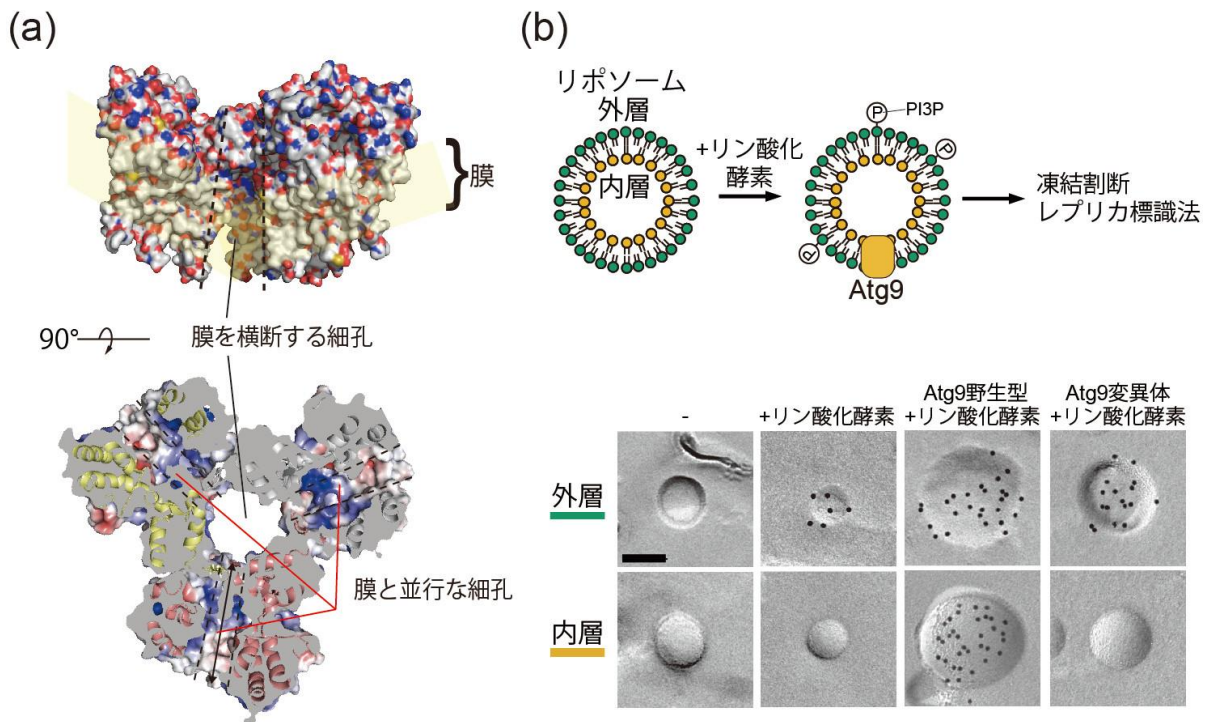 (a)
膜
膜を横断する細孔
90°
膜と並行な細孔
(b)
リポソーム
外層
内層
+リン酸化
酵素
P
PI3P
P
P
Atg9
凍結割断
レプリカ標識法
-
+リン酸化酵素
Atg9野生型
+リン酸化酵素
Atg9変異体
+リン酸化酵素
外層
内層